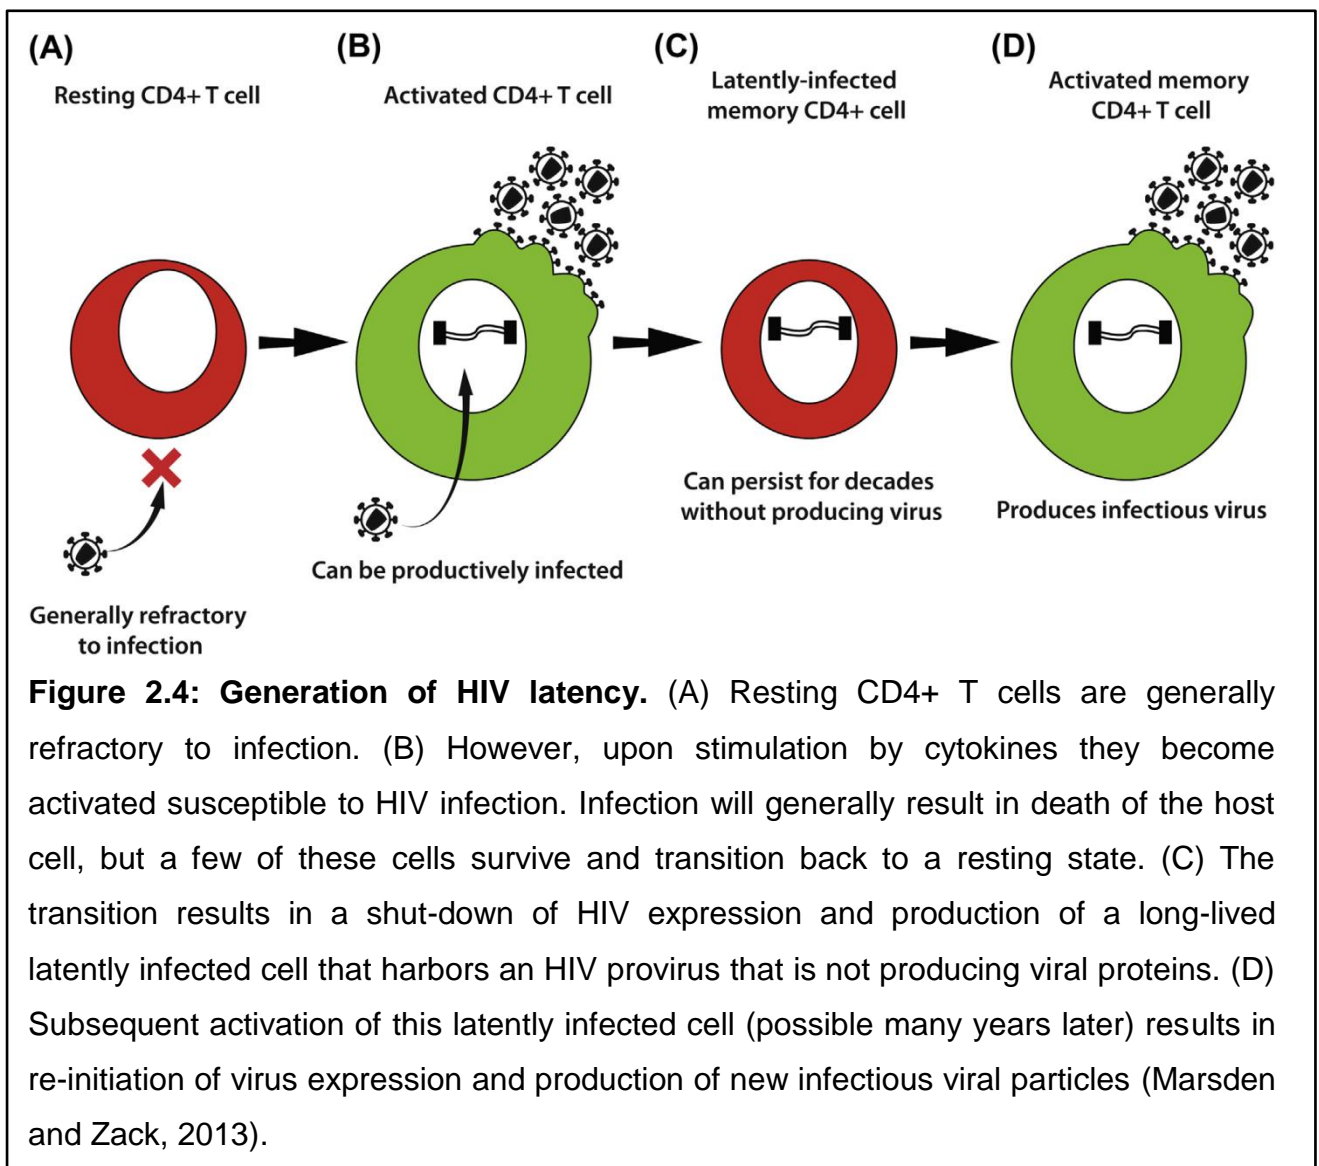 (A)
Resting CD4+ T cell
(B)
Activated CD4+ T cell
(C)
Latently-infected
memory CD4+ cell
(D)
Activated memory
CD4+ T cell
Generally refractory
to infection
Can be productively infected
Can persist for decades
without producing virus
Produces infectious virus
Figure 2.4: Generation of HIV latency. (A) Resting CD4+ T cells are generally
refractory to infection. (B) However, upon stimulation by cytokines they become
activated susceptible to HIV infection. Infection will generally result in death of the host
cell, but a few of these cells survive and transition back to a resting state. (C) The
transition results in a shut-down of HIV expression and production of a long-lived
latently infected cell that harbors an HIV provirus that is not producing viral proteins. (D)
Subsequent activation of this latently infected cell (possible many years later) results in
re-initiation of virus expression and production of new infectious viral particles (Marsden
and Zack, 2013).